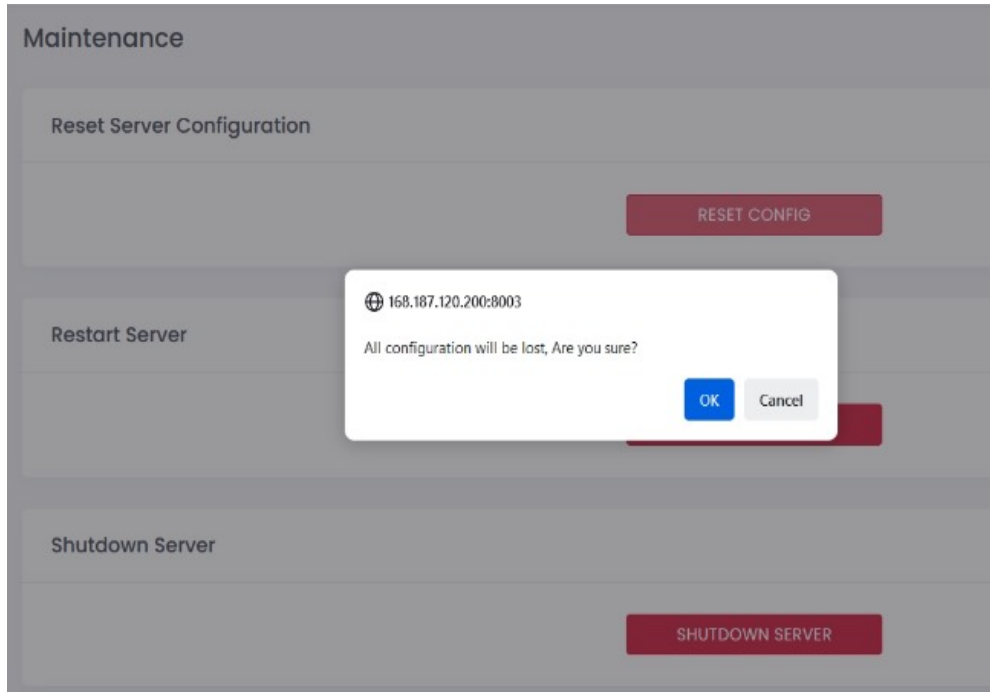 Maintenance
Reset Server Configuration
RESET CONFIG
168.187.120.200:8003
All configuration will be lost, Are you sure?
OK
Cancel
Restart Server
Shutdown Server
SHUTDOWN SERVER